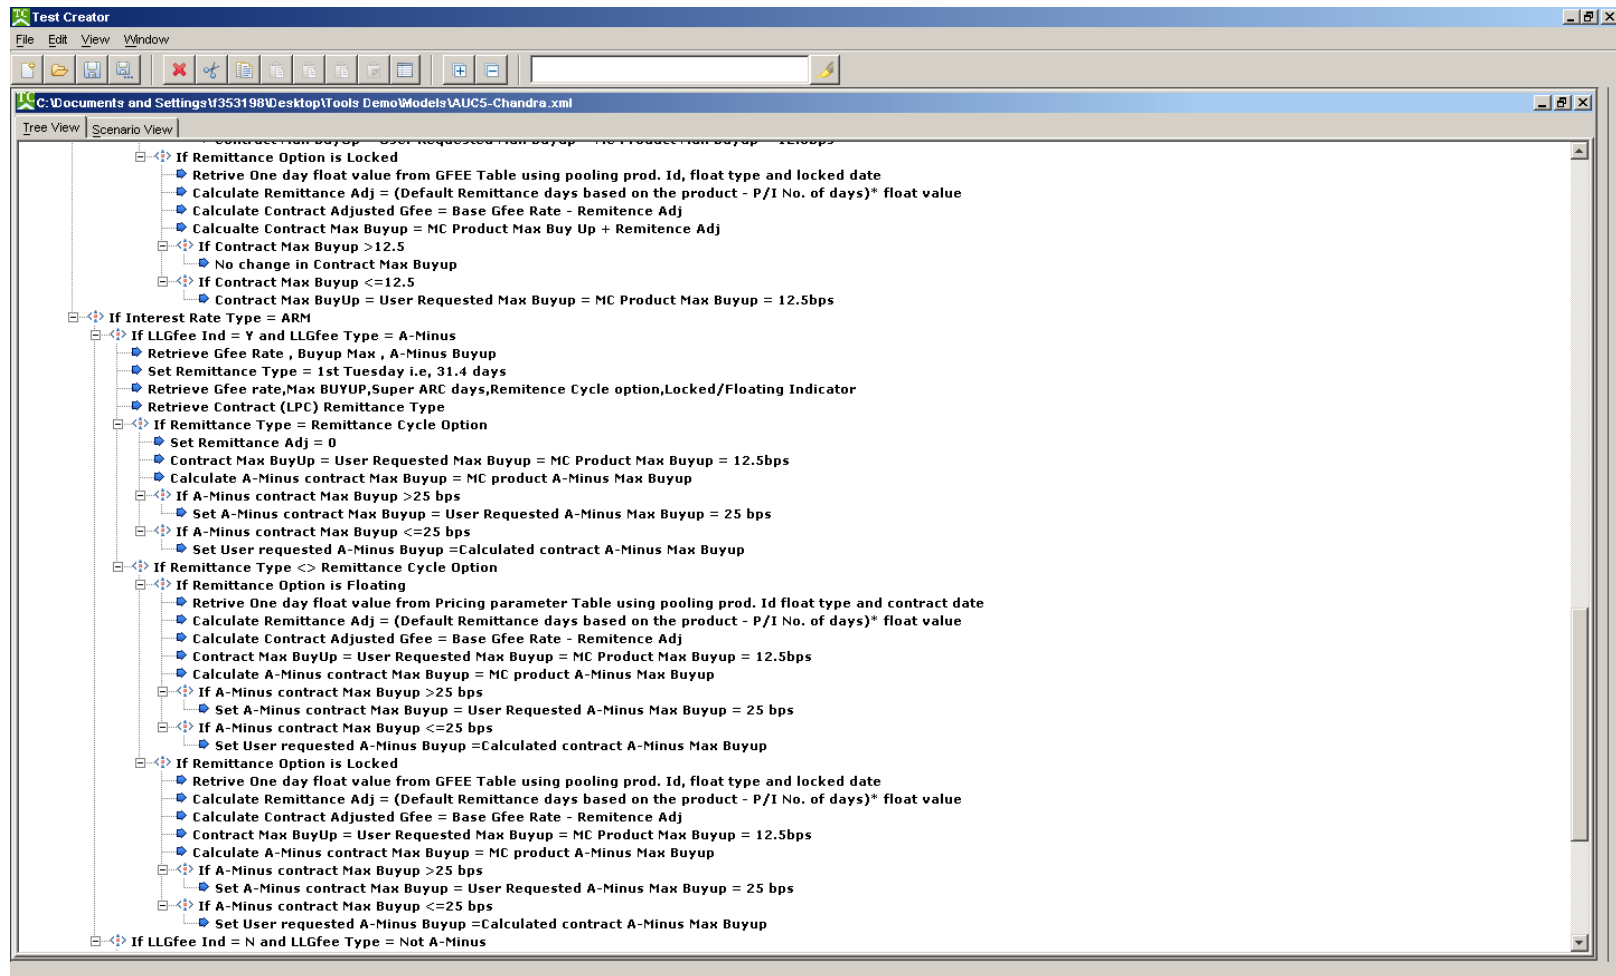 Test Creator
File Edit View Window
C:\Documents and Settings\f353198\Desktop\Tools Demo\Models\AUC5-Chandra.xml
Tree View Scenario View
Contract Max BuyUp = User Requested Max Buyup = MC Product Max Buyup = 12.5bps
If Remittance Option is Locked
Retrive One day float value from GFEE Table using pooling prod. Id, float type and locked date
Calculate Remittance Adj = (Default Remittance days based on the product - P/I No. of days)* float value
Calculate Contract Adjusted Gfee = Base Gfee Rate - Remitence Adj
Calcualte Contract Max Buyup = MC Product Max Buy Up + Remitence Adj
If Contract Max Buyup >12.5
No change in Contract Max Buyup
If Contract Max Buyup <=12.5
Contract Max BuyUp = User Requested Max Buyup = MC Product Max Buyup = 12.5bps
If Interest Rate Type = ARM
If LLGfee Ind = Y and LLGfee Type = A-Minus
Retrieve Gfee Rate , Buyup Max , A-Minus Buyup
Set Remittance Type = 1st Tuesday i.e, 31.4 days
Retrieve Gfee rate,Max BUYUP,Super ARC days,Remitence Cycle option,Locked/Floating Indicator
Retrieve Contract (LPC) Remittance Type
If Remittance Type = Remittance Cycle Option
Set Remittance Adj = 0
Contract Max BuyUp = User Requested Max Buyup = MC Product Max Buyup = 12.5bps
Calculate A-Minus contract Max Buyup = MC product A-Minus Max Buyup
If A-Minus contract Max Buyup >25 bps
Set A-Minus contract Max Buyup = User Requested A-Minus Max Buyup = 25 bps
If A-Minus contract Max Buyup <=25 bps
Set User requested A-Minus Buyup =Calculated contract A-Minus Max Buyup
If Remittance Type <> Remittance Cycle Option
If Remittance Option is Floating
Retrive One day float value from Pricing parameter Table using pooling prod. Id float type and contract date
Calculate Remittance Adj = (Default Remittance days based on the product - P/I No. of days)* float value
Calculate Contract Adjusted Gfee = Base Gfee Rate - Remitence Adj
Contract Max BuyUp = User Requested Max Buyup = MC Product Max Buyup = 12.5bps
Calculate A-Minus contract Max Buyup = MC product A-Minus Max Buyup
If A-Minus contract Max Buyup >25 bps
Set A-Minus contract Max Buyup = User Requested A-Minus Max Buyup = 25 bps
If A-Minus contract Max Buyup <=25 bps
Set User requested A-Minus Buyup =Calculated contract A-Minus Max Buyup
If Remittance Option is Locked
Retrive One day float value from GFEE Table using pooling prod. Id, float type and locked date
Calculate Remittance Adj = (Default Remittance days based on the product - P/I No. of days)* float value
Calculate Contract Adjusted Gfee = Base Gfee Rate - Remitence Adj
Contract Max BuyUp = User Requested Max Buyup = MC Product Max Buyup = 12.5bps
Calculate A-Minus contract Max Buyup = MC product A-Minus Max Buyup
If A-Minus contract Max Buyup >25 bps
Set A-Minus contract Max Buyup = User Requested A-Minus Max Buyup = 25 bps
If A-Minus contract Max Buyup <=25 bps
Set User requested A-Minus Buyup =Calculated contract A-Minus Max Buyup
If LLGfee Ind = N and LLGfee Type = Not A-Minus